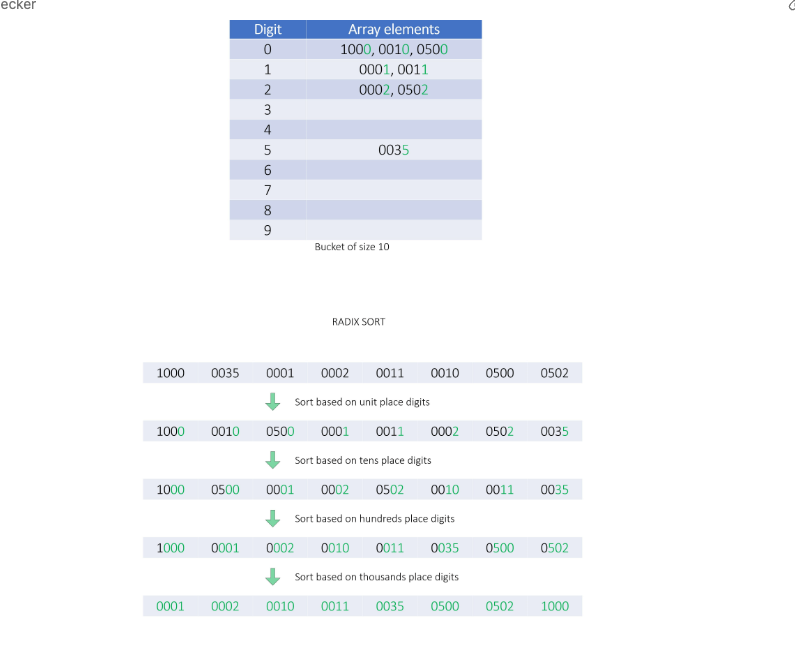 ecker
Digit Array elements
0 1000, 0010, 0500
1 0001, 0011
2 0002, 0502
3
4
5 0035
6
7
8
9
Bucket of size 10
RADIX SORT
1000 0035 0001 0002 0011 0010 0500 0502
Sort based on unit place digits
1000 0010 0500 0001 0011 0002 0502 0035
Sort based on tens place digits
1000 0500 0001 0002 0502 0010 0011 0035
Sort based on hundreds place digits
1000 0001 0002 0010 0011 0035 0500 0502
Sort based on thousands place digits
0001 0002 0010 0011 0035 0500 0502 1000